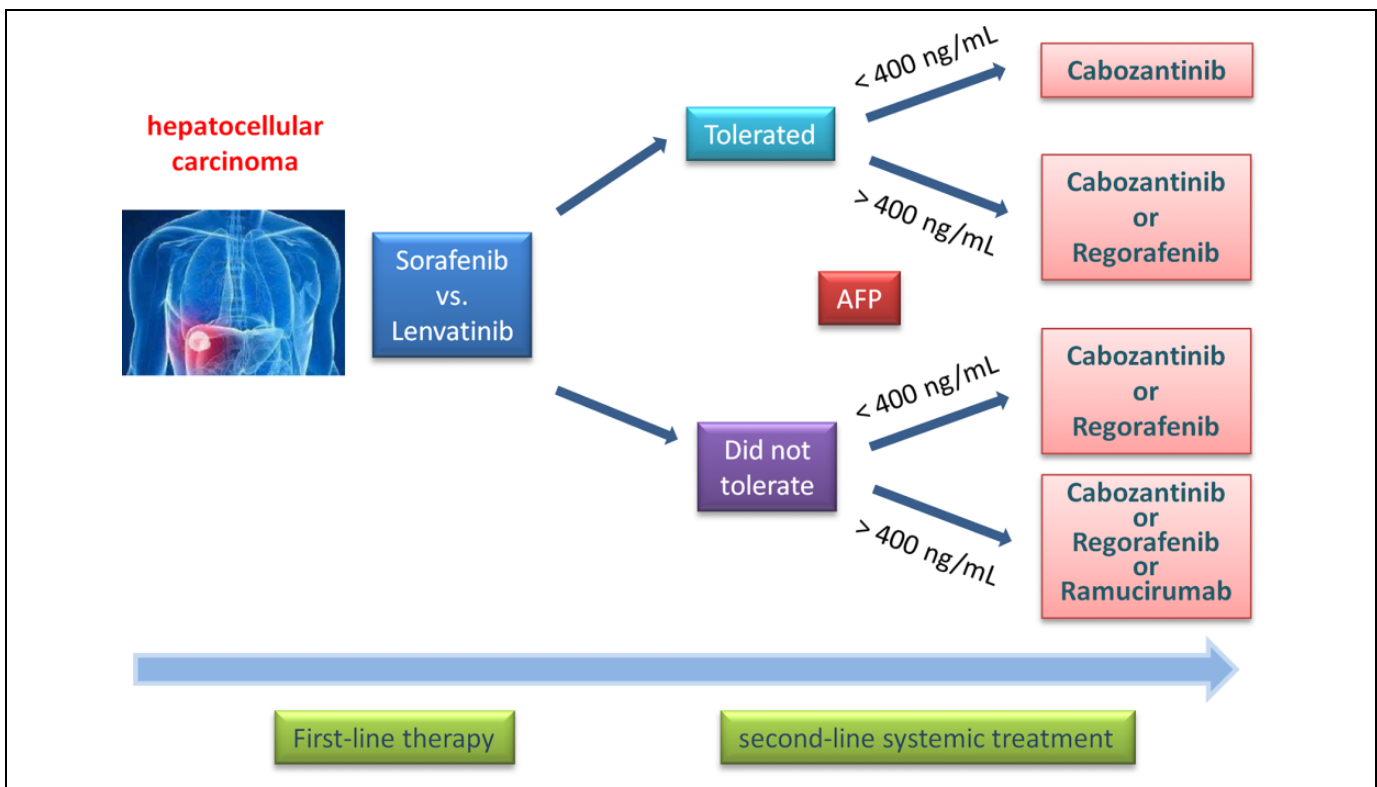 hepatocellular
carcinoma
Sorafenib
vs.
Lenvatinib
Tolerated
< 400 ng/mL
Cabozantinib
> 400 ng/mL
Cabozantinib
or
Regorafenib
AFP
Did not
tolerate
< 400 ng/mL
Cabozantinib
or
Regorafenib
> 400 ng/mL
Cabozantinib
or
Regorafenib
or
Ramucirumab
First-line therapy
second-line systemic treatment